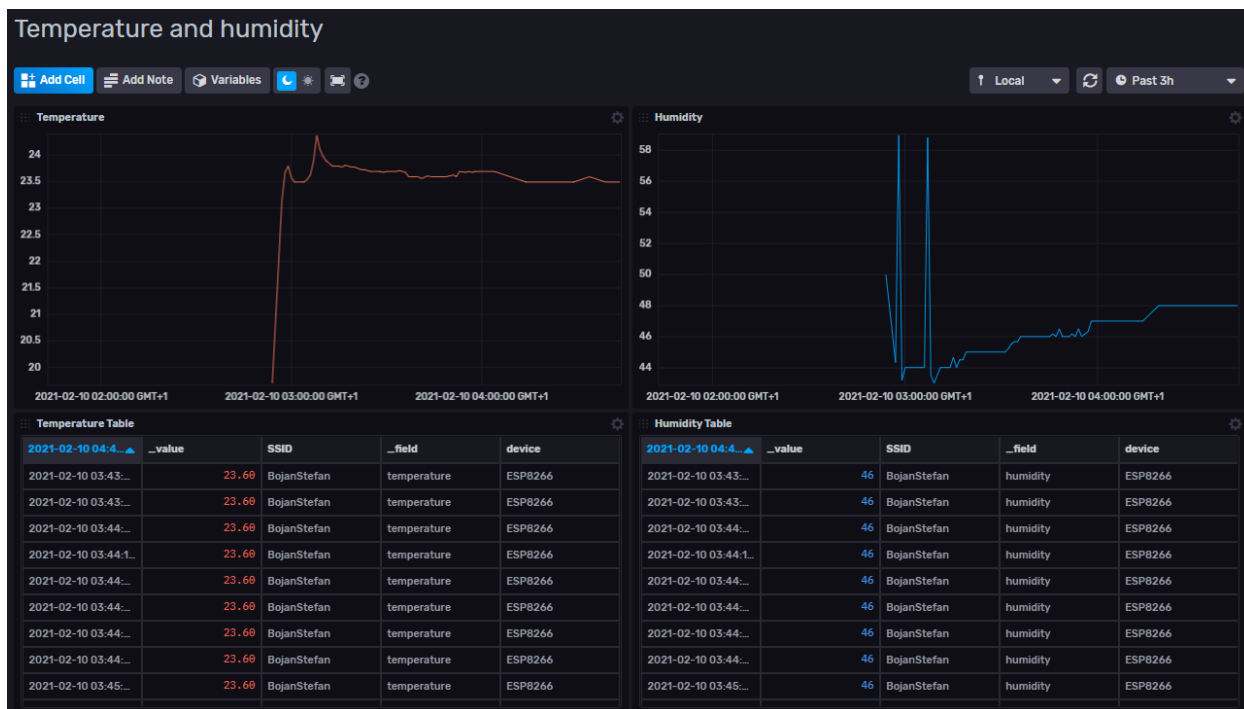 Temperature and humidity
Add Cell Add Note Variables Local Past 3h
Temperature
24
23.5
23
22.5
22
21.5
21
20.5
20
2021-02-10 02:00:00 GMT+1 2021-02-10 03:00:00 GMT+1 2021-02-10 04:00:00 GMT+1
Humidity
58
56
54
52
50
48
46
44
2021-02-10 02:00:00 GMT+1 2021-02-10 03:00:00 GMT+1 2021-02-10 04:00:00 GMT+1
Temperature Table
2021-02-10 04:4... _value SSID _field device
2021-02-10 03:43:... 23.60 BojanStefan temperature ESP8266
2021-02-10 03:43:... 23.60 BojanStefan temperature ESP8266
2021-02-10 03:44:... 23.60 BojanStefan temperature ESP8266
2021-02-10 03:44:1... 23.60 BojanStefan temperature ESP8266
2021-02-10 03:44:... 23.60 BojanStefan temperature ESP8266
2021-02-10 03:44:... 23.60 BojanStefan temperature ESP8266
2021-02-10 03:44:... 23.60 BojanStefan temperature ESP8266
2021-02-10 03:44:... 23.60 BojanStefan temperature ESP8266
2021-02-10 03:45:... 23.60 BojanStefan temperature ESP8266
Humidity Table
2021-02-10 04:4... _value SSID _field device
2021-02-10 03:43:... 46 BojanStefan humidity ESP8266
2021-02-10 03:43:... 46 BojanStefan humidity ESP8266
2021-02-10 03:44:... 46 BojanStefan humidity ESP8266
2021-02-10 03:44:1... 46 BojanStefan humidity ESP8266
2021-02-10 03:44:... 46 BojanStefan humidity ESP8266
2021-02-10 03:44:... 46 BojanStefan humidity ESP8266
2021-02-10 03:44:... 46 BojanStefan humidity ESP8266
2021-02-10 03:44:... 46 BojanStefan humidity ESP8266
2021-02-10 03:45:... 46 BojanStefan humidity ESP8266